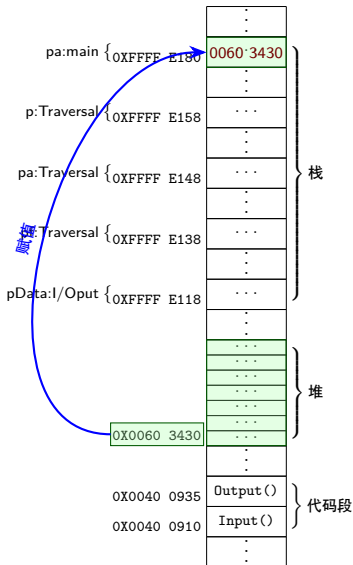 pa:main { 0XFFFF E180 0060 3430
p:Traversal { 0XFFFF E158 ...
pa:Traversal { 0XFFFF E148 ...
p:Traversal { 0XFFFF E138 ...
pData:I/Oput { 0XFFFF E118 ...
栈
赋值
...
...
...
...
...
...
...
堆
0X0060 3430
0X0040 0935 Output()
0X0040 0910 Input()
代码段